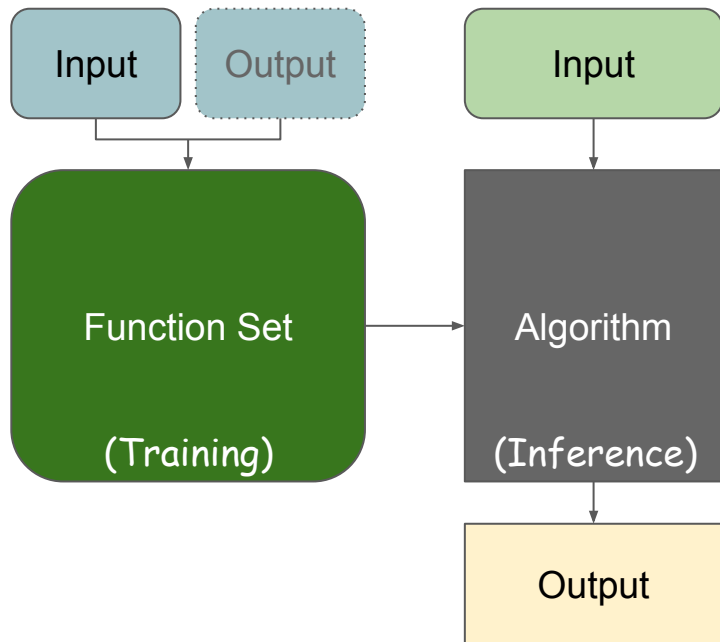 Input
Output
Input
Function Set
(Training)
Algorithm
(Inference)
Output